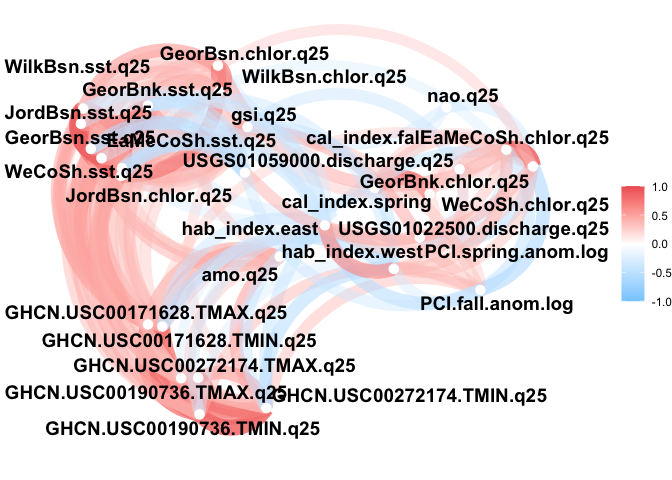 GeorBsn.chlor.q25
WilkBsn.sst.q25
WilkBsn.chlor.q25
GeorBnk.sst.q25
nao.q25
JordBsn.sst.q25
gsi.q25
GeorBsn.sst.q25
EaMeCoSh.sst.q25
cal_index.fal
EaMeCoSh.chlor.q25
USGS01059000.discharge.q25
WeCoSh.sst.q25
GeorBnk.chlor.q25
JordBsn.chlor.q25
cal_index.spring
WeCoSh.chlor.q25
hab_index.east
USGS01022500.discharge.q25
hab_index.west
PCI.spring.anom.log
amo.q25
PCI.fall.anom.log
GHCN.USC00171628.TMAX.q25
GHCN.USC00171628.TMIN.q25
GHCN.USC00272174.TMAX.q25
GHCN.USC00190736.TMAX.q25
GHCN.USC00272174.TMIN.q25
GHCN.USC00190736.TMIN.q25
1.0
0.5
0.0
-0.5
-1.0